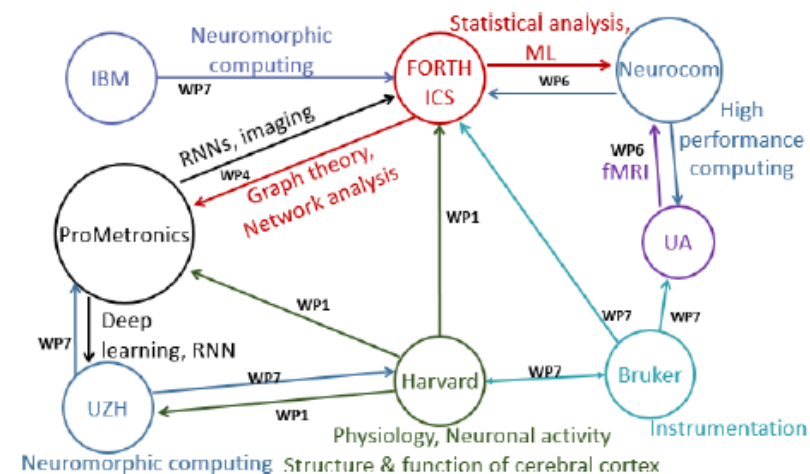 Statistical analysis,
ML
Neuromorphic
computing
IBM
WP7
FORTH
ICS
WP6
Neurocom
RNNs, imaging
WP4
Graph theory,
Network analysis
High
performance
computing
WP6
fMRI
ProMetronics
WP1
UA
WP1
WP7
WP7
Deep
learning, RNN
WP7
UZH
WP7
WP1
Harvard
WP7
Bruker
Instrumentation
Physiology, Neuronal activity
Neuromorphic computing
Structure & function of cerebral cortex